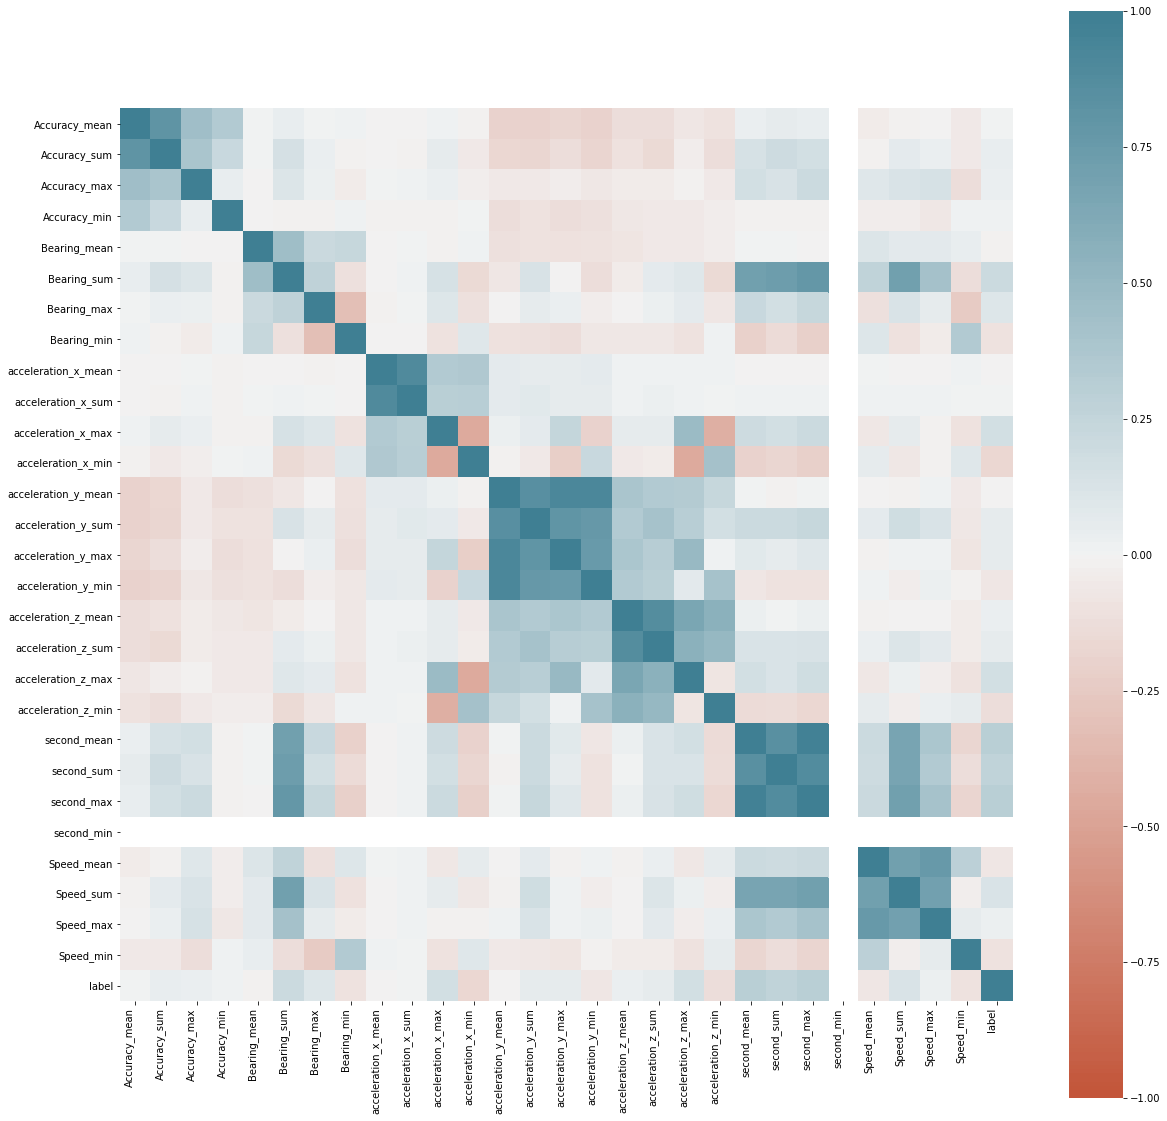 Accuracy_mean
Accuracy_sum
Accuracy_max
Accuracy_min
Bearing_mean
Bearing_sum
Bearing_max
Bearing_min
acceleration_x_mean
acceleration_x_sum
acceleration_x_max
acceleration_x_min
acceleration_y_mean
acceleration_y_sum
acceleration_y_max
acceleration_y_min
acceleration_z_mean
acceleration_z_sum
acceleration_z_max
acceleration_z_min
second_mean
second_sum
second_max
second_min
Speed_mean
Speed_sum
Speed_max
Speed_min
label
Accuracy_mean
Accuracy_sum
Accuracy_max
Accuracy_min
Bearing_mean
Bearing_sum
Bearing_max
Bearing_min
acceleration_x_mean
acceleration_x_sum
acceleration_x_max
acceleration_x_min
acceleration_y_mean
acceleration_y_sum
acceleration_y_max
acceleration_y_min
acceleration_z_mean
acceleration_z_sum
acceleration_z_max
acceleration_z_min
second_mean
second_sum
second_max
second_min
Speed_mean
Speed_sum
Speed_max
Speed_min
label
1.00
0.75
0.50
0.25
0.00
−0.25
−0.50
−0.75
−1.00